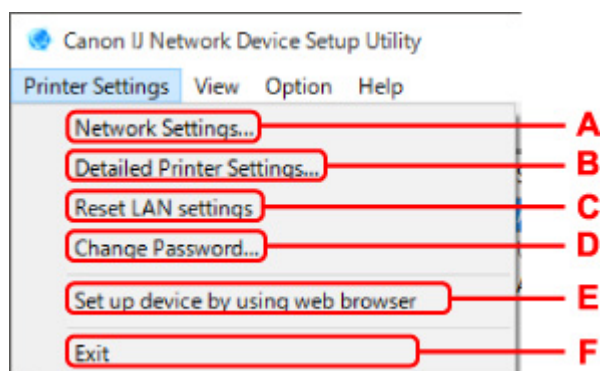 Canon IJ Network Device Setup Utility
Printer Settings View Option Help
Network Settings... A
Detailed Printer Settings... B
Reset LAN settings C
Change Password... D
Set up device by using web browser E
Exit F